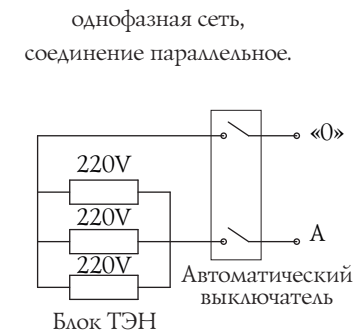 однофазная сеть,
соединение параллельное.
«0»
220V
220V
А
220V
Автоматический
выключатель
Блок ТЭН